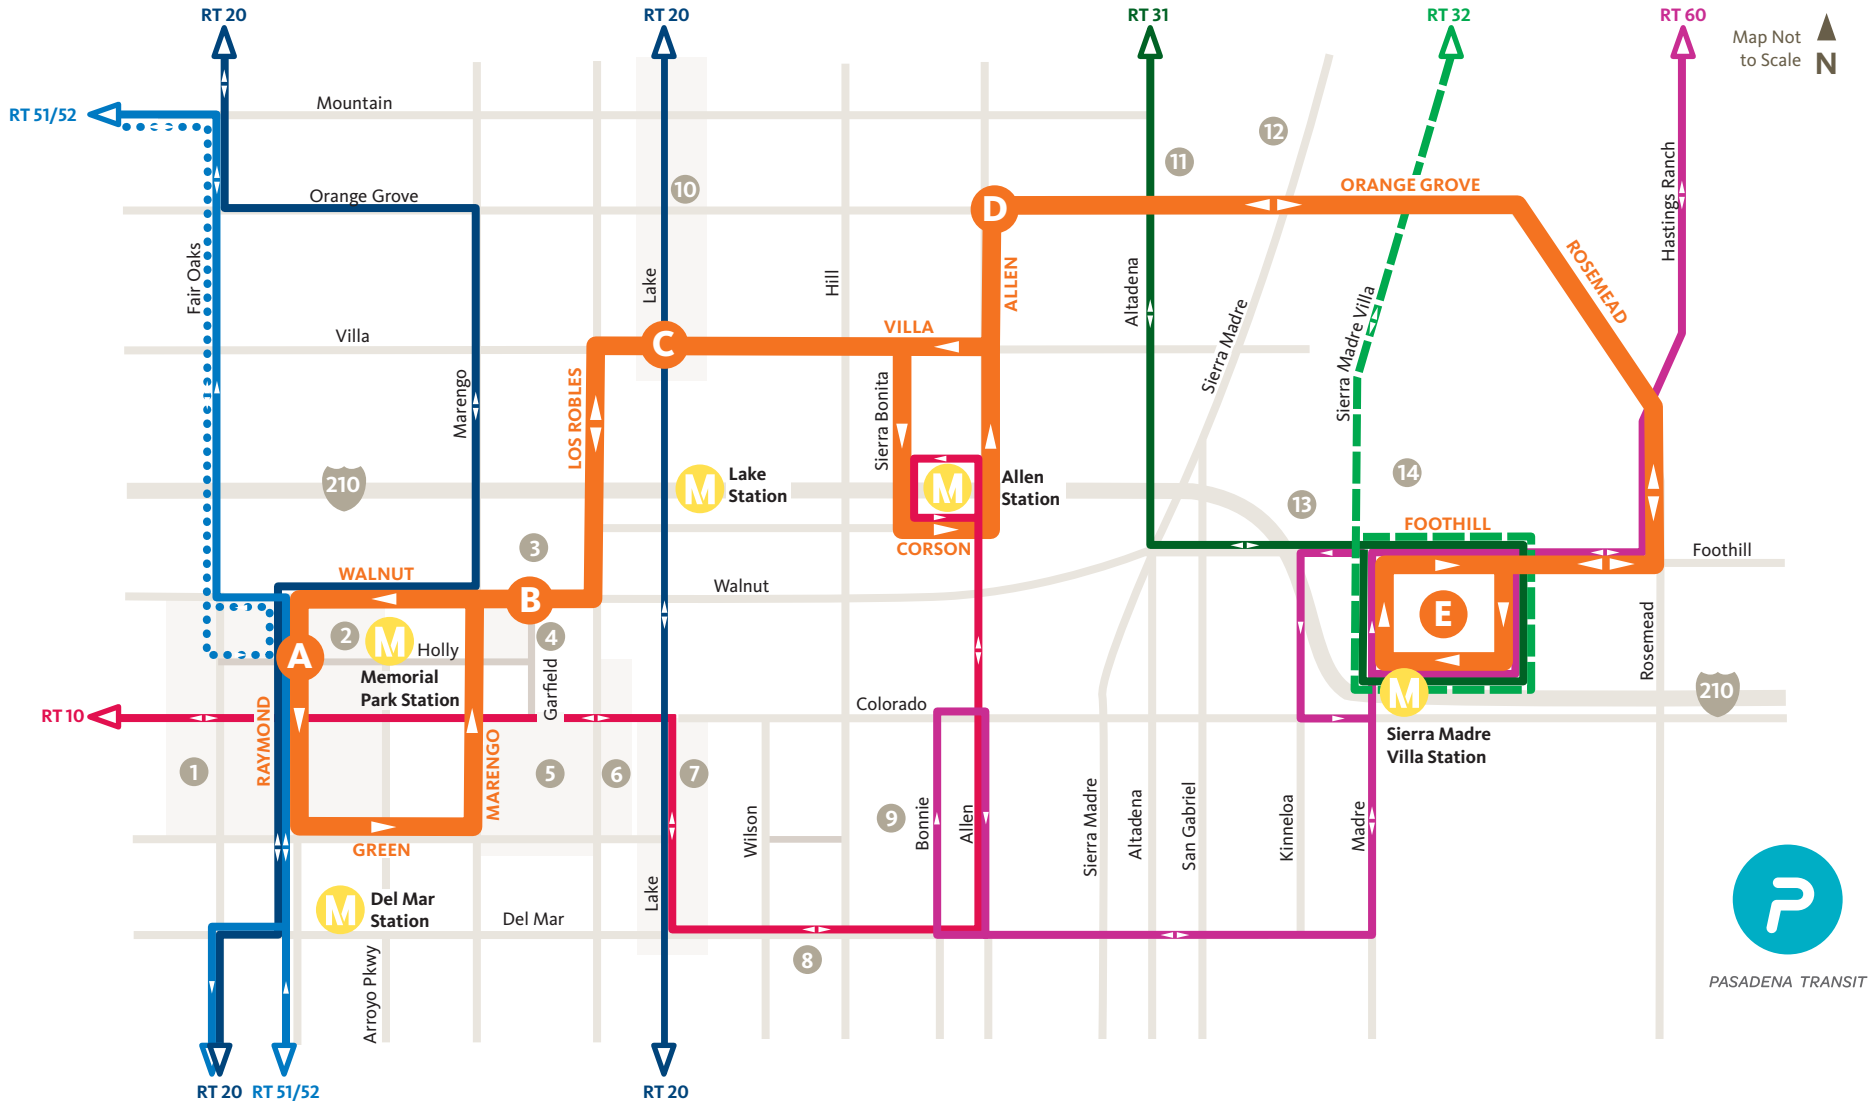 RT 20
RT 20
RT 31
RT 32
RT 60
Map Not
to Scale
N
RT 51/52
Mountain
12
11
Hastings Ranch
10
Orange Grove
ORANGE GROVE
D
Fair Oaks
Lake
Hill
ALLEN
Altadena
Sierra Madre
Sierra Madre Villa
ROSEMEAD
Villa
C
VILLA
Marengo
LOS ROBLES
Sierra Bonita
210
M
Lake
Station
M
Allen
Station
14
13
3
CORSON
FOOTHILL
Foothill
WALNUT
B
Walnut
E
Rosemead
A
2
M
Holly
4
Garfield
Memorial
Park Station
M
210
RT 10
Colorado
Sierra Madre
Villa Station
RAYMOND
MARENGO
1
5
6
7
9
Wilson
Bonnie
Allen
Sierra Madre
Altadena
San Gabriel
Kinneloa
Madre
GREEN
M
Del Mar
Station
Lake
Del Mar
8
Arroyo Pkwy
P
PASADENA TRANSIT
RT 20
RT 51/52
RT 20